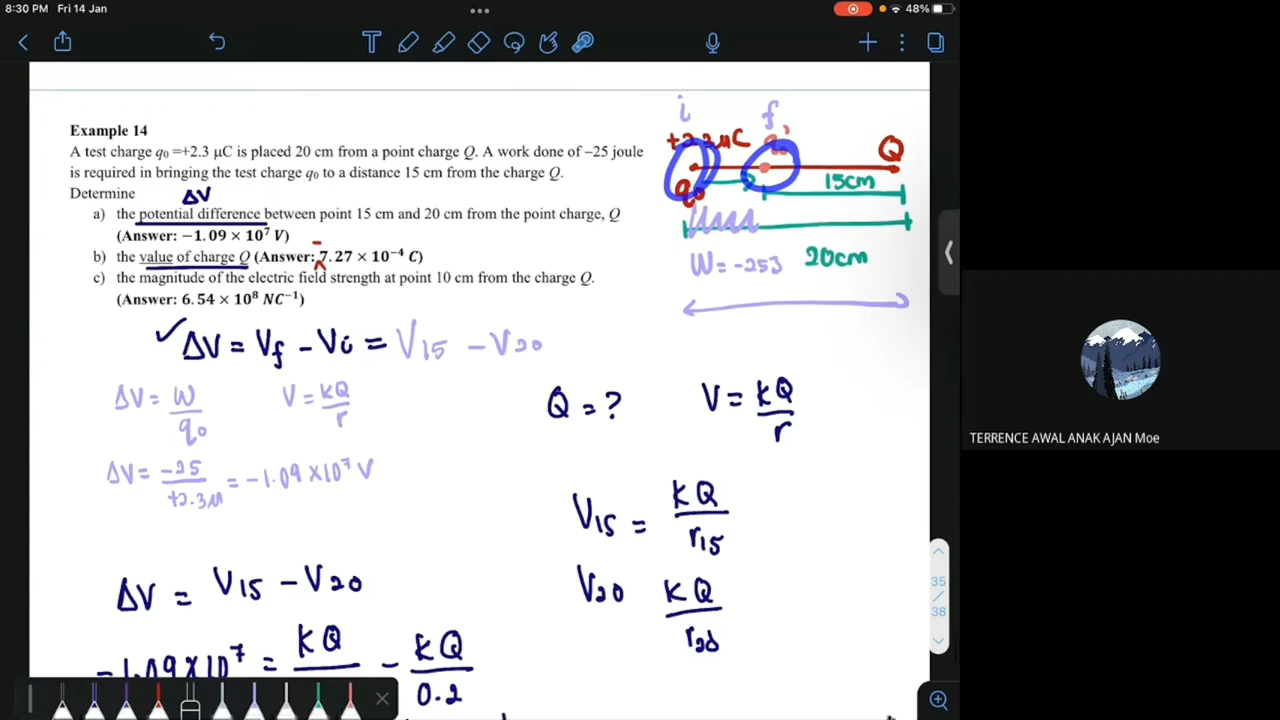 8:30 PM Fri 14 Jan
48%
Example 14
A test charge q₀ =+2.3 μC is placed 20 cm from a point charge Q. A work done of −25 joule
is required in bringing the test charge q₀ to a distance 15 cm from the charge Q.
Determine
ΔV
a) the potential difference between point 15 cm and 20 cm from the point charge, Q
(Answer: −1.09 × 10⁷ V)
b) the value of charge Q (Answer: −7.27 × 10⁻⁴ C)
c) the magnitude of the electric field strength at point 10 cm from the charge Q.
(Answer: 6.54 × 10⁸ NC⁻¹)
i f
+2.3 μC Q
q₀ 15cm
W = -25J 20cm
ΔV = Vf - Vi = V15 - V20
ΔV = W/q₀ V = kQ/r
ΔV = -25/+2.3μ = -1.09 × 10⁷ V
ΔV = V15 - V20
-1.09 × 10⁷ = kQ - kQ/0.2
Q = ? V = kQ/r
V15 = kQ/r15
V20 kQ/r20
35
/
38
TERRENCE AWAL ANAK AJAN Moe